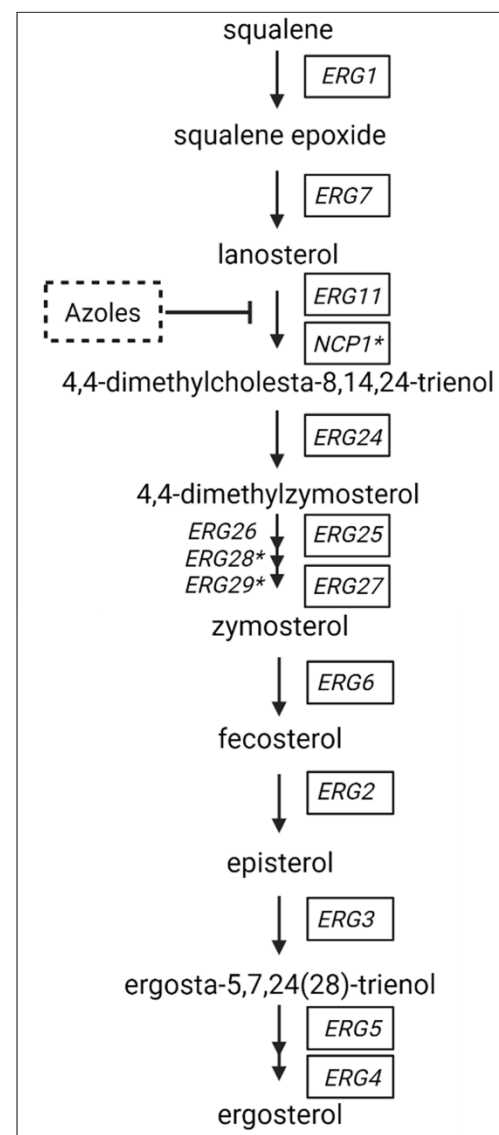 squalene
ERG1
squalene epoxide
ERG7
lanosterol
ERG11
Azoles
NCP1*
4,4-dimethylcholesta-8,14,24-trienol
ERG24
4,4-dimethylzymosterol
ERG26 ERG25
ERG28*
ERG29* ERG27
zymosterol
ERG6
fecosterol
ERG2
episterol
ERG3
ergosta-5,7,24(28)-trienol
ERG5
ERG4
ergosterol